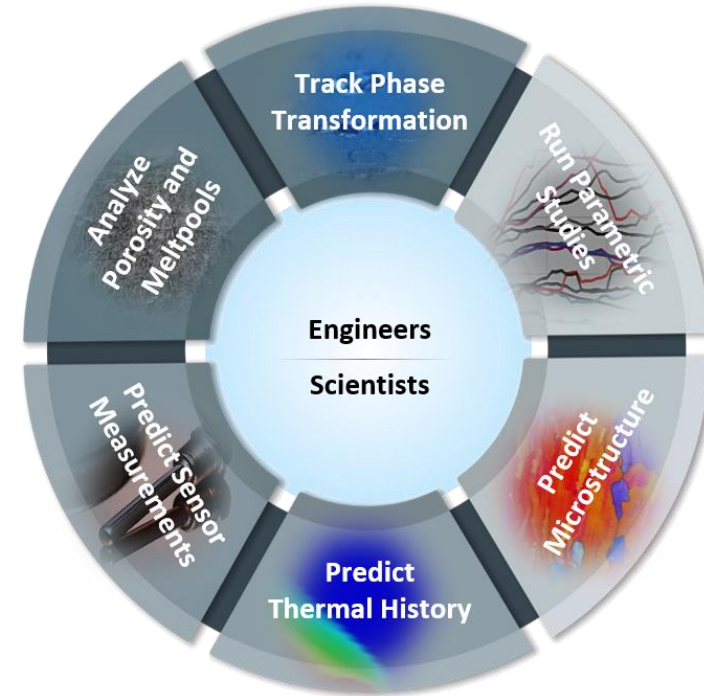 Track Phase
Transformation
Run Parametric
Studies
Predict
Microstructure
Predict
Thermal History
Predict Sensor
Measurements
Analyze
Porosity and
Meltpools
Engineers
Scientists